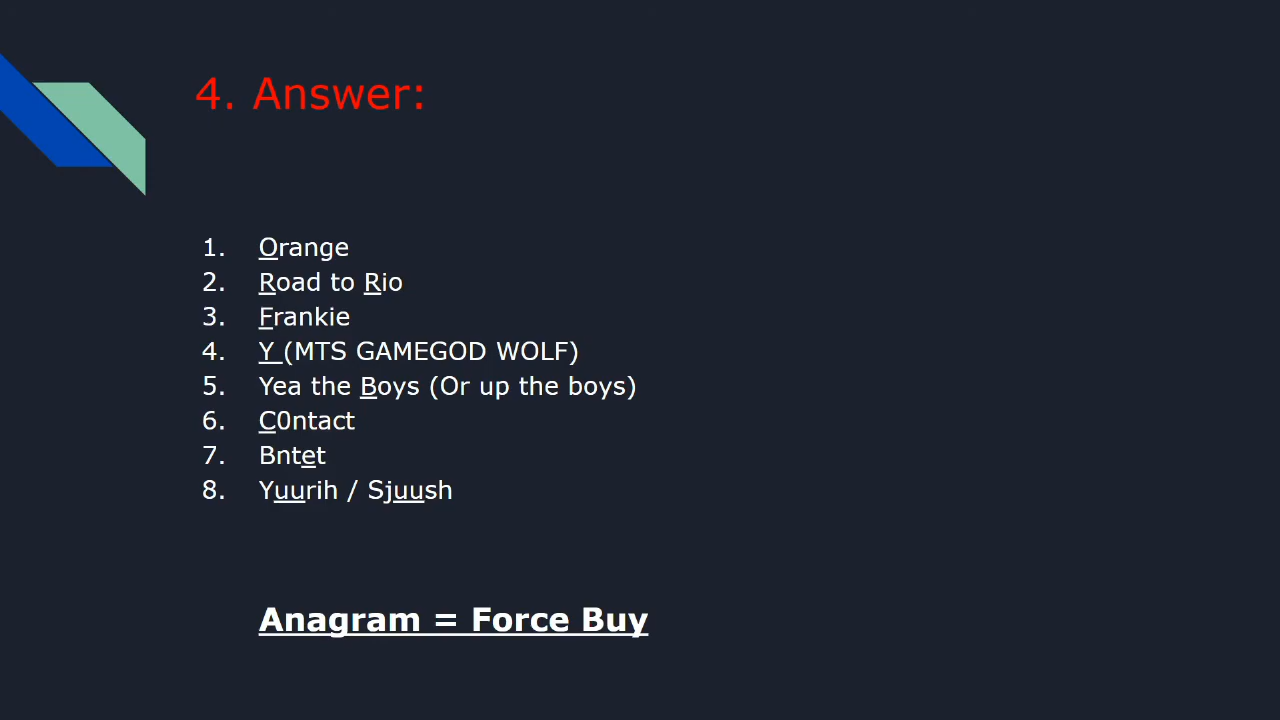 4. Answer:
1. Orange
2. Road to Rio
3. Frankie
4. Y (MTS GAMEGOD WOLF)
5. Yea the Boys (Or up the boys)
6. C0ntact
7. Bntet
8. Yuurih / Sjuush
Anagram = Force Buy